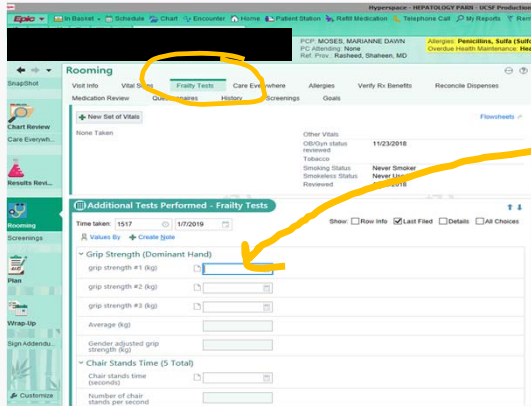 Hyperspace - HEPATOLOGY PARN - UCSF Production
Epic In Basket Schedule Chart Encounter Home Patient Station Refill Medication Telephone Call My Reports
PCP: MOSES, MARIANNE DAWN
PC Attending: None
Ref. Prov.: Rasheed, Shaheen, MD
Allergies: Penicillins, Sulfa (Sulfo
Overdue Health Maintenance: Hea
SnapShot
Chart Review
Care Everywh...
Results Revi...
Rooming
Screenings
Plan
Wrap-Up
Sign Addendu...
Customize
Rooming
Visit Info Vital Signs Frailty Tests Care Everywhere Allergies Verify Rx Benefits Reconcile Dispenses
Medication Review Questionnaires History Screenings Goals
New Set of Vitals
Flowsheets
None Taken
Other Vitals
OB/Gyn status reviewed 11/23/2018
Tobacco
Smoking Status Never Smoker
Smokeless Status Never
Reviewed
Additional Tests Performed - Frailty Tests
Time taken: 1517 1/7/2019
Show: Row Info Last Filed Details All Choices
Values By Create Note
Grip Strength (Dominant Hand)
grip strength #1 (kg)
grip strength #2 (kg)
grip strength #3 (kg)
Average (kg)
Gender adjusted grip
strength (kg)
Chair Stands Time (5 Total)
Chair stands time
(seconds)
Number of chair
stands per second